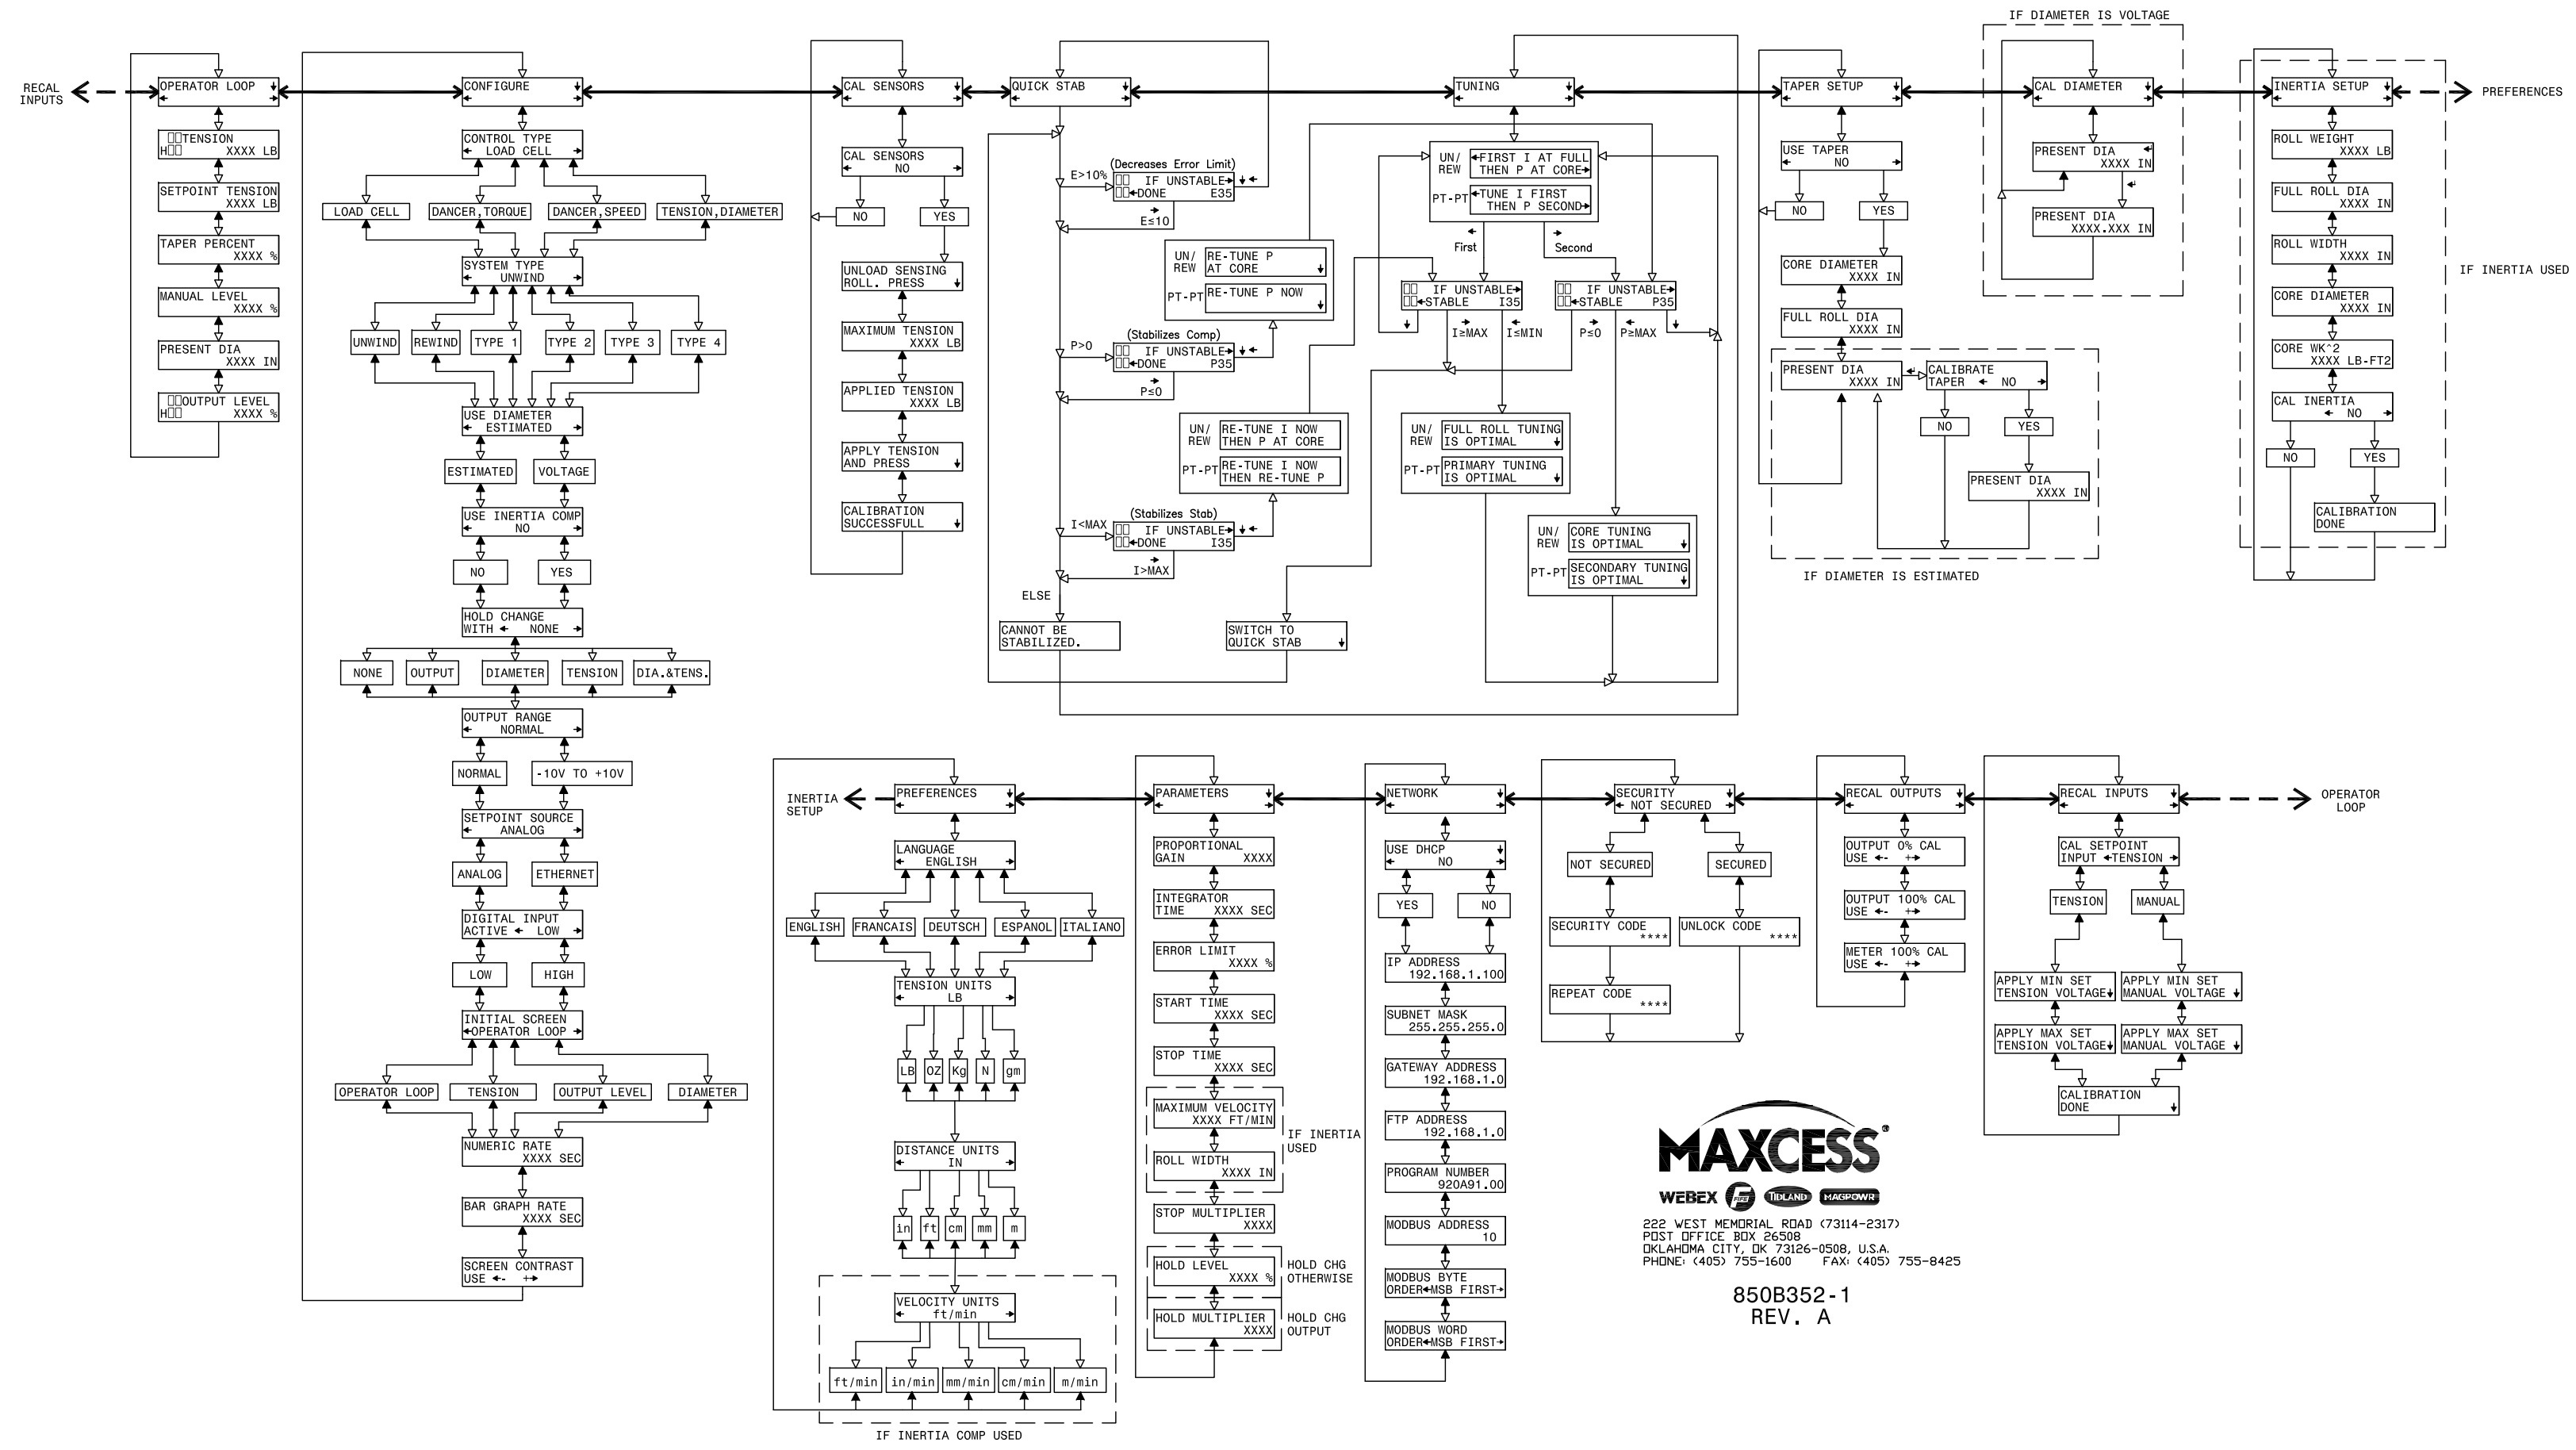 RECAL
INPUTS
OPERATOR LOOP
TENSION
H XXXX LB
SETPOINT TENSION
XXXX LB
TAPER PERCENT
XXXX %
MANUAL LEVEL
XXXX %
PRESENT DIA
XXXX IN
OUTPUT LEVEL
H XXXX %
CONFIGURE
CONTROL TYPE
LOAD CELL
LOAD CELL
DANCER,TORQUE
DANCER,SPEED
TENSION,DIAMETER
SYSTEM TYPE
UNWIND
UNWIND
REWIND
TYPE 1
TYPE 2
TYPE 3
TYPE 4
USE DIAMETER
ESTIMATED
ESTIMATED
VOLTAGE
USE INERTIA COMP
NO
NO
YES
HOLD CHANGE
WITH ← NONE →
NONE
OUTPUT
DIAMETER
TENSION
DIA.&TENS.
OUTPUT RANGE
NORMAL
NORMAL
-10V TO +10V
SETPOINT SOURCE
ANALOG
ANALOG
ETHERNET
DIGITAL INPUT
ACTIVE ← LOW →
LOW
HIGH
INITIAL SCREEN
←OPERATOR LOOP →
OPERATOR LOOP
TENSION
OUTPUT LEVEL
DIAMETER
NUMERIC RATE
XXXX SEC
BAR GRAPH RATE
XXXX SEC
SCREEN CONTRAST
USE ←- +→
CAL SENSORS
CAL SENSORS
NO
NO
YES
UNLOAD SENSING
ROLL. PRESS ↓
MAXIMUM TENSION
XXXX LB
APPLIED TENSION
XXXX LB
APPLY TENSION
AND PRESS ↓
CALIBRATION
SUCCESSFULL ↓
QUICK STAB
E>10%
(Decreases Error Limit)
IF UNSTABLE→
←DONE E35
↓ ←
→
E≤10
UN/
REW
RE-TUNE P
AT CORE ↓
PT-PT
RE-TUNE P NOW
↓
P>0
(Stabilizes Comp)
IF UNSTABLE→
←DONE P35
↓ ←
→
P≤0
UN/
REW
RE-TUNE I NOW
THEN P AT CORE
PT-PT
RE-TUNE I NOW
THEN RE-TUNE P
I<MAX
(Stabilizes Stab)
IF UNSTABLE→
←DONE I35
↓ ←
→
I>MAX
ELSE
CANNOT BE
STABILIZED.
SWITCH TO
QUICK STAB ↓
TUNING
UN/
REW
←FIRST I AT FULL
THEN P AT CORE→
PT-PT
←TUNE I FIRST
THEN P SECOND→
←
First
→
Second
IF UNSTABLE→
←STABLE I35
IF UNSTABLE→
←STABLE P35
↓
→
I≥MAX
←
I≤MIN
→
P≤0
←
P≥MAX
↓
UN/
REW
FULL ROLL TUNING
IS OPTIMAL ↓
PT-PT
PRIMARY TUNING
IS OPTIMAL ↓
UN/
REW
CORE TUNING
IS OPTIMAL ↓
PT-PT
SECONDARY TUNING
IS OPTIMAL ↓
TAPER SETUP
USE TAPER
NO
NO
YES
CORE DIAMETER
XXXX IN
FULL ROLL DIA
XXXX IN
PRESENT DIA
XXXX IN
CALIBRATE
TAPER ← NO →
NO
YES
PRESENT DIA
XXXX IN
IF DIAMETER IS ESTIMATED
IF DIAMETER IS VOLTAGE
CAL DIAMETER
PRESENT DIA
XXXX IN
PRESENT DIA
XXXX.XXX IN
INERTIA SETUP
ROLL WEIGHT
XXXX LB
FULL ROLL DIA
XXXX IN
ROLL WIDTH
XXXX IN
CORE DIAMETER
XXXX IN
CORE WK^2
XXXX LB-FT2
CAL INERTIA
← NO →
NO
YES
CALIBRATION
DONE
IF INERTIA USED
PREFERENCES
INERTIA
SETUP
PREFERENCES
LANGUAGE
ENGLISH
ENGLISH
FRANCAIS
DEUTSCH
ESPANOL
ITALIANO
TENSION UNITS
LB
LB
OZ
Kg
N
gm
DISTANCE UNITS
IN
in
ft
cm
mm
m
VELOCITY UNITS
ft/min
ft/min
in/min
mm/min
cm/min
m/min
IF INERTIA COMP USED
PARAMETERS
PROPORTIONAL
GAIN XXXX
INTEGRATOR
TIME XXXX SEC
ERROR LIMIT
XXXX %
START TIME
XXXX SEC
STOP TIME
XXXX SEC
MAXIMUM VELOCITY
XXXX FT/MIN
ROLL WIDTH
XXXX IN
IF INERTIA
USED
STOP MULTIPLIER
XXXX
HOLD LEVEL
XXXX %
HOLD CHG
OTHERWISE
HOLD MULTIPLIER
XXXX
HOLD CHG
OUTPUT
NETWORK
USE DHCP
NO
YES
NO
IP ADDRESS
192.168.1.100
SUBNET MASK
255.255.255.0
GATEWAY ADDRESS
192.168.1.0
FTP ADDRESS
192.168.1.0
PROGRAM NUMBER
920A91.00
MODBUS ADDRESS
10
MODBUS BYTE
ORDER←MSB FIRST→
MODBUS WORD
ORDER←MSB FIRST→
SECURITY
← NOT SECURED →
NOT SECURED
SECURED
SECURITY CODE
****
UNLOCK CODE
****
REPEAT CODE
****
RECAL OUTPUTS
OUTPUT 0% CAL
USE ←- +→
OUTPUT 100% CAL
USE ←- +→
METER 100% CAL
USE ←- +→
RECAL INPUTS
CAL SETPOINT
INPUT ←TENSION →
TENSION
MANUAL
APPLY MIN SET
TENSION VOLTAGE↓
APPLY MIN SET
MANUAL VOLTAGE ↓
APPLY MAX SET
TENSION VOLTAGE↓
APPLY MAX SET
MANUAL VOLTAGE ↓
CALIBRATION
DONE ↓
OPERATOR
LOOP
MAXCESS®
WEBEX FIFE TIDLAND MAGPOWR
222 WEST MEMORIAL ROAD (73114-2317)
POST OFFICE BOX 26508
OKLAHOMA CITY, OK 73126-0508, U.S.A.
PHONE: (405) 755-1600 FAX: (405) 755-8425
850B352-1
REV. A